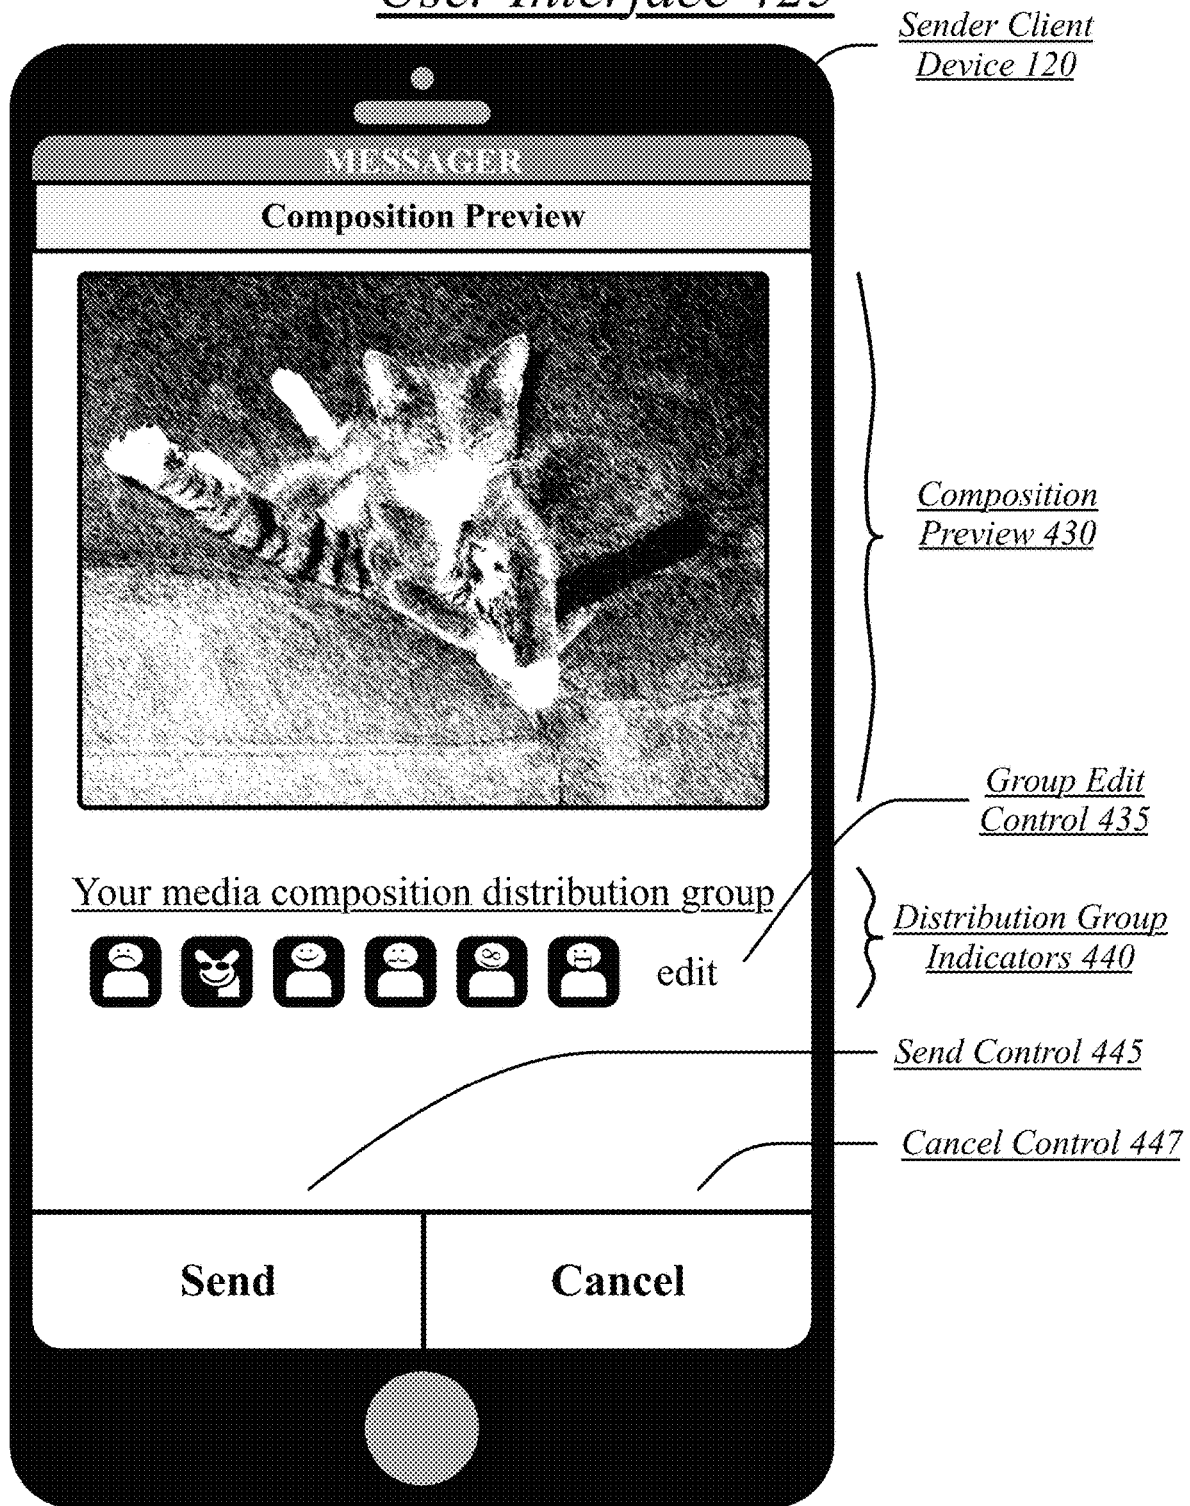 User Interface 425
Sender Client
Device 120
MESSAGER
Composition Preview
Composition
Preview 430
Group Edit
Control 435
Your media composition distribution group
Distribution Group
Indicators 440
edit
Send Control 445
Cancel Control 447
Send
Cancel